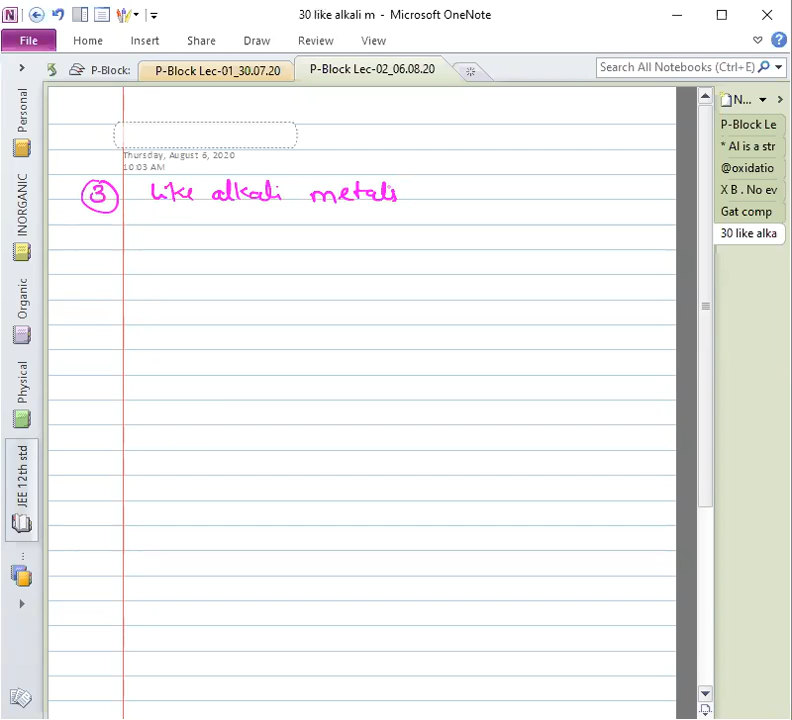 30 like alkali m - Microsoft OneNote
File Home Insert Share Draw Review View
P-Block: P-Block Lec-01_30.07.20 P-Block Lec-02_06.08.20 Search All Notebooks (Ctrl+E)
N...
P-Block Le
* Al is a str
@oxidatio
X B . No ev
Gat comp
30 like alka
Personal
INORGANIC
Organic
Physical
JEE 12th std
Thursday, August 6, 2020
10:03 AM
3 like alkali metals